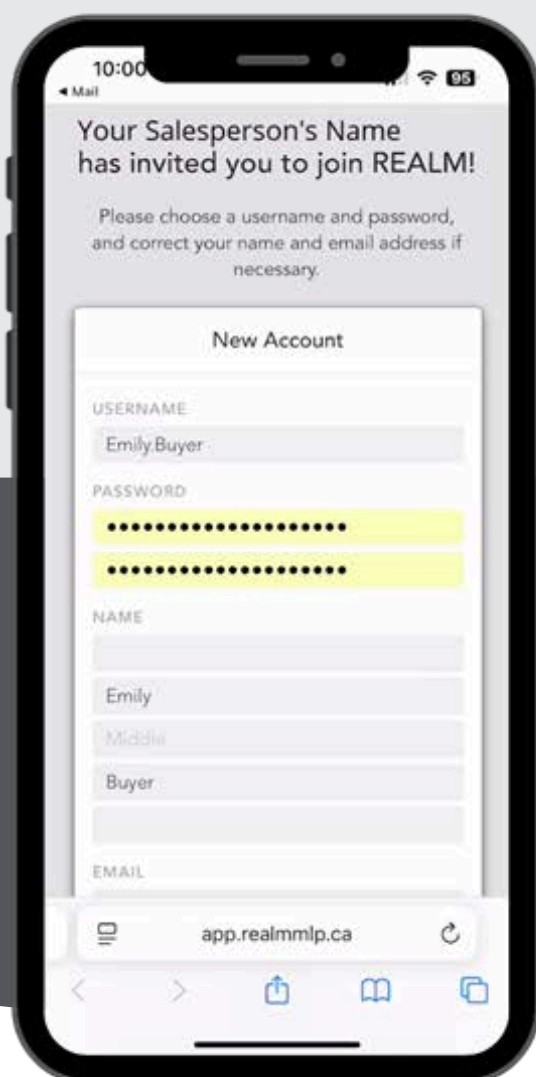 10:00
95
◀ Mail
Your Salesperson's Name
has invited you to join REALM!
Please choose a username and password,
and correct your name and email address if
necessary.
New Account
USERNAME
Emily.Buyer
PASSWORD
••••••••••••••••••••
••••••••••••••••••••
NAME
Emily
Middle
Buyer
EMAIL
app.realmmlp.ca